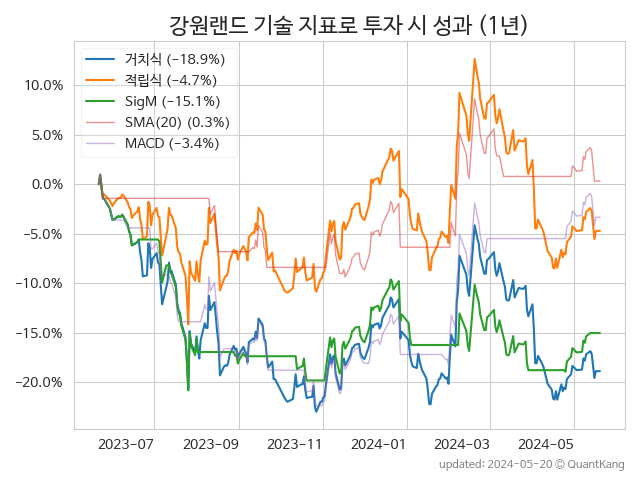 강원랜드 기술 지표로 투자 시 성과 (1년)
거치식 (−18.9%)
적립식 (−4.7%)
SigM (−15.1%)
SMA(20) (0.3%)
MACD (−3.4%)
10.0%
5.0%
0.0%
−5.0%
−10.0%
−15.0%
−20.0%
2023-07 2023-09 2023-11 2024-01 2024-03 2024-05
updated: 2024-05-20 © QuantKang